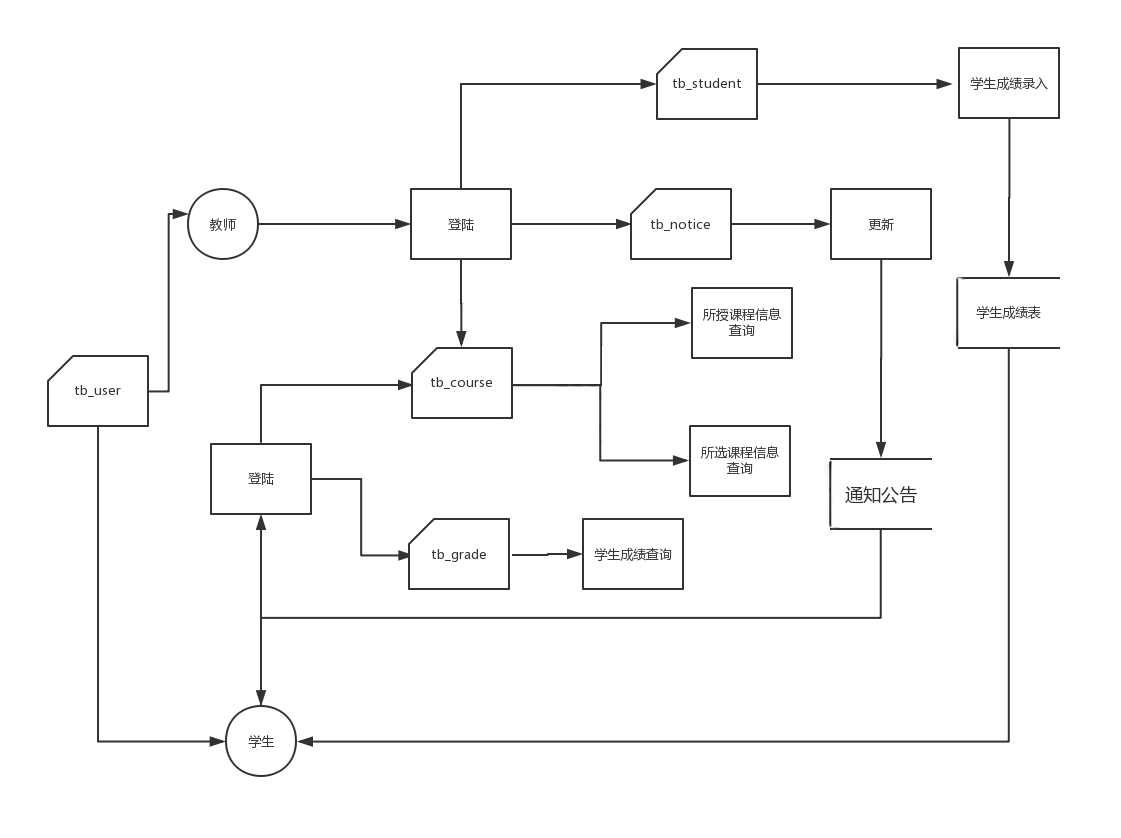 tb_student
学生成绩录入
教师
登陆
tb_notice
更新
所授课程信息
查询
学生成绩表
tb_user
tb_course
所选课程信息
查询
登陆
通知公告
tb_grade
学生成绩查询
学生